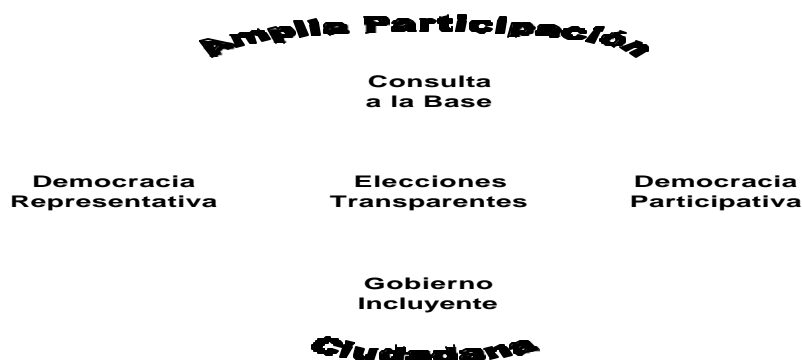 Amplia Participación
Consulta
a la Base
Democracia
Representativa
Elecciones
Transparentes
Democracia
Participativa
Gobierno
Incluyente
Ciudadana